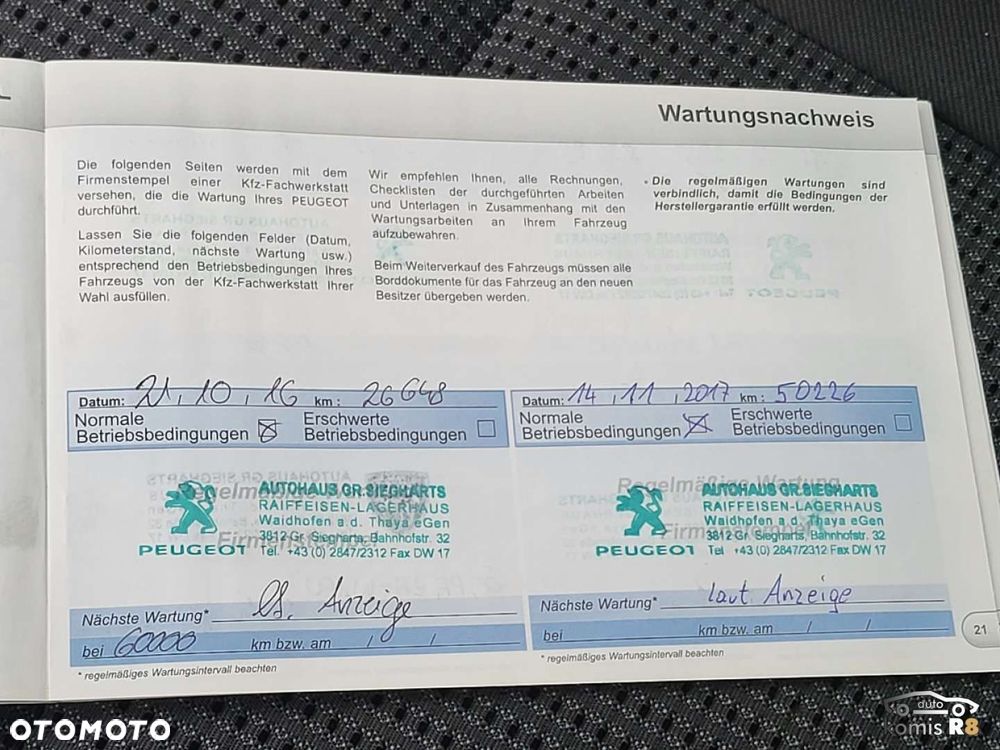 Wartungsnachweis
Die folgenden Seiten werden mit dem
Firmenstempel einer Kfz-Fachwerkstatt
versehen, die die Wartung Ihres PEUGEOT
durchführt.
Lassen Sie die folgenden Felder (Datum,
Kilometerstand, nächste Wartung usw.)
entsprechend den Betriebsbedingungen Ihres
Fahrzeugs von der Kfz-Fachwerkstatt Ihrer
Wahl ausfüllen.
Wir empfehlen Ihnen, alle Rechnungen,
Checklisten der durchgeführten Arbeiten
und Unterlagen in Zusammenhang mit den
Wartungsarbeiten an Ihrem Fahrzeug
aufzubewahren.
Beim Weiterverkauf des Fahrzeugs müssen alle
Borddokumente für das Fahrzeug an den neuen
Besitzer übergeben werden.
Die regelmäßigen Wartungen sind
verbindlich, damit die Bedingungen der
Herstellergarantie erfüllt werden.
Datum: 21, 10, 16 km: 26648
Normale
Betriebsbedingungen
Erschwerte
Betriebsbedingungen
Firmenstempel
AUTOHAUS GR.SIEGHARTS
RAIFFEISEN-LAGERHAUS
Waidhofen a.d. Thaya eGen
3812 Gr. Siegharts, Bahnhofstr. 32
Tel. +43 (0) 2847/2312 Fax DW 17
PEUGEOT
Nächste Wartung* Anzeige
bei 60000 km bzw. am / /
* regelmäßiges Wartungsintervall beachten
Datum: 14, 11, 2017 km: 50226
Normale
Betriebsbedingungen
Erschwerte
Betriebsbedingungen
Regelmäßige Wartung
Firmenstempel
AUTOHAUS GR.SIEGHARTS
RAIFFEISEN-LAGERHAUS
Waidhofen a.d. Thaya eGen
3812 Gr. Siegharts, Bahnhofstr. 32
Tel. +43 (0) 2847/2312 Fax DW 17
PEUGEOT
Nächste Wartung* laut Anzeige
bei km bzw. am / /
* regelmäßiges Wartungsintervall beachten
21
OTOMOTO
auto
omis R8